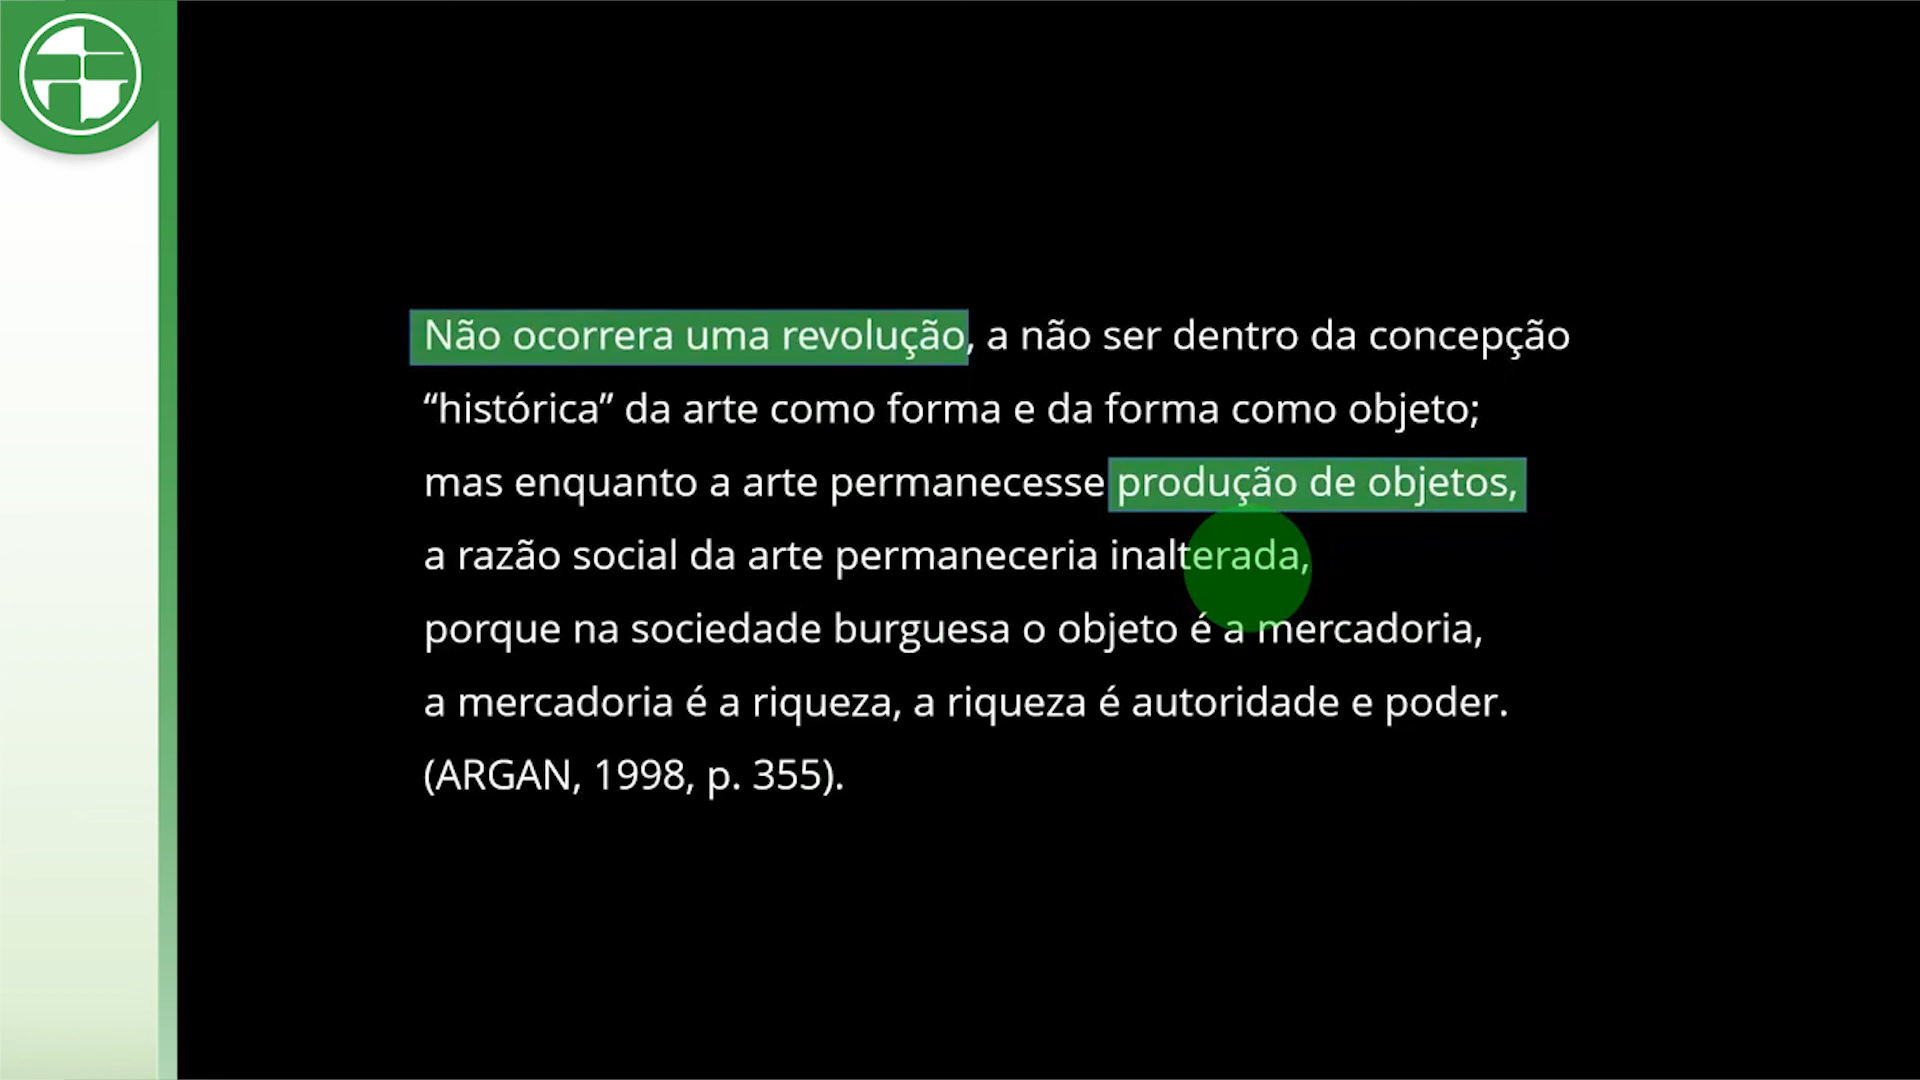 Não ocorrera uma revolução, a não ser dentro da concepção
“histórica” da arte como forma e da forma como objeto;
mas enquanto a arte permanecesse produção de objetos,
a razão social da arte permaneceria inalterada,
porque na sociedade burguesa o objeto é a mercadoria,
a mercadoria é a riqueza, a riqueza é autoridade e poder.
(ARGAN, 1998, p. 355).